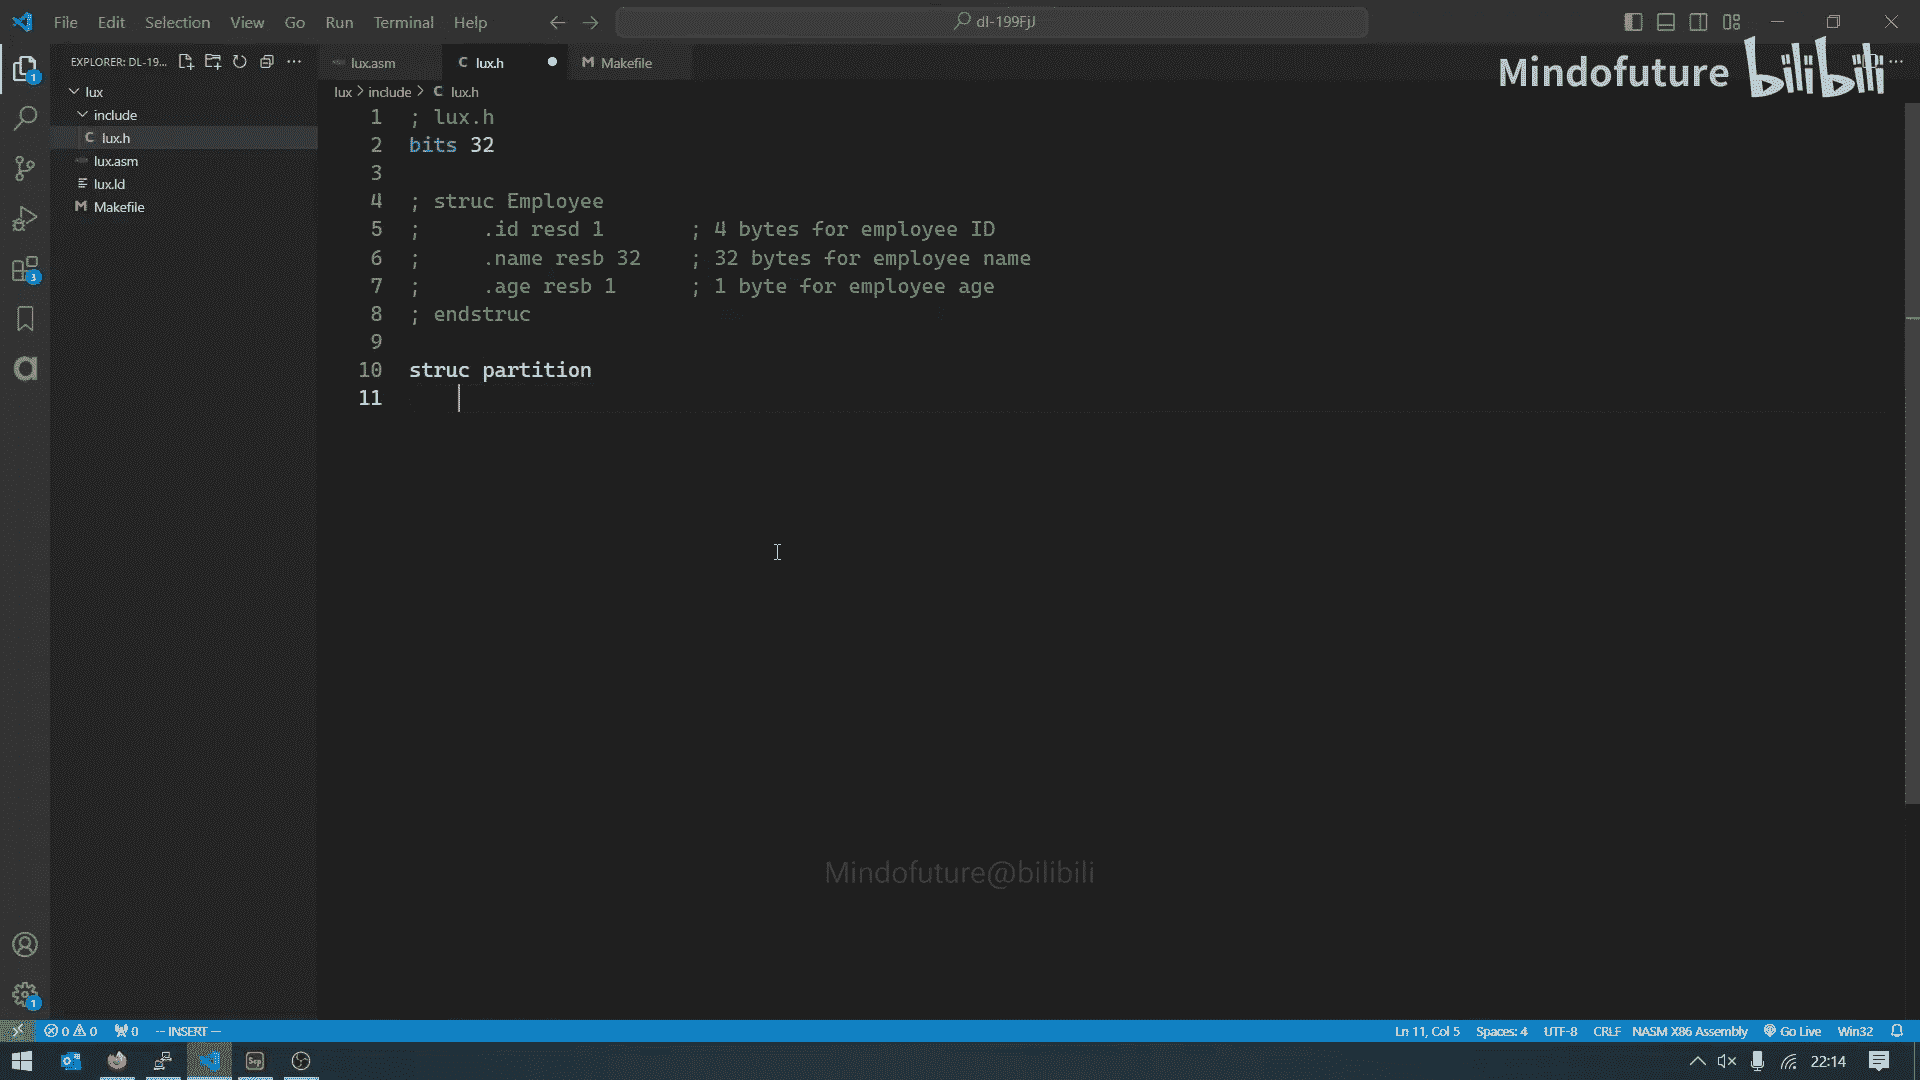 File Edit Selection View Go Run Terminal Help
dl-199FjJ
EXPLORER: DL-19...
lux.asm
C lux.h
M Makefile
Mindofuture bilibili
lux
include
C lux.h
lux.asm
lux.ld
M Makefile
lux > include > C lux.h
1 ; lux.h
2 bits 32
3
4 ; struc Employee
5 ;     .id resd 1       ; 4 bytes for employee ID
6 ;     .name resb 32    ; 32 bytes for employee name
7 ;     .age resb 1      ; 1 byte for employee age
8 ; endstruc
9
10 struc partition
11
Mindofuture@bilibili
1
3
1
0 0 0 -- INSERT -- Ln 11, Col 5 Spaces: 4 UTF-8 CRLF NASM X86 Assembly Go Live Win32
22:14